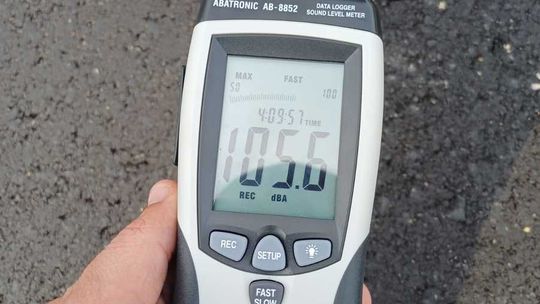 ABATRONIC AB-8852
DATA LOGGER
SOUND LEVEL METER
MAX FAST
50 100
4:09:57 TIME
105.6
REC dBA
REC
SETUP
FAST
SLOW